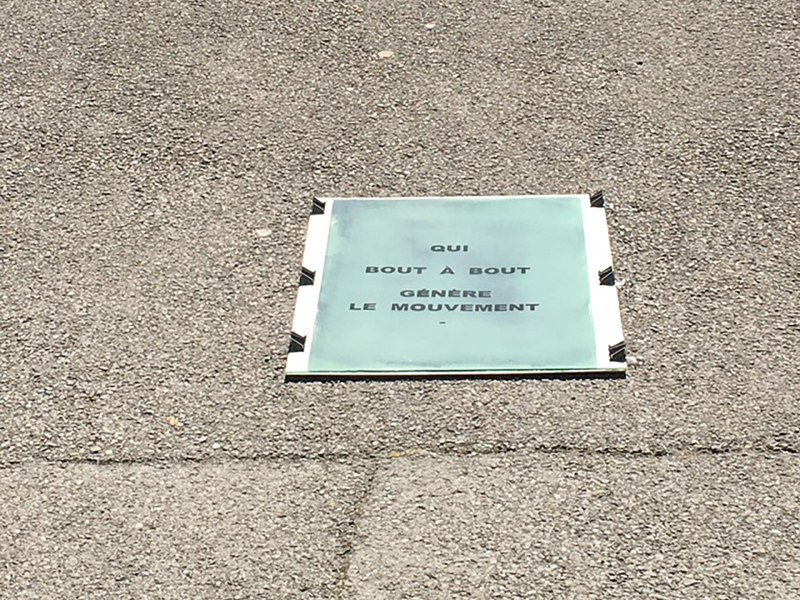 QUI
BOUT À BOUT
GÉNÈRE
LE MOUVEMENT
-